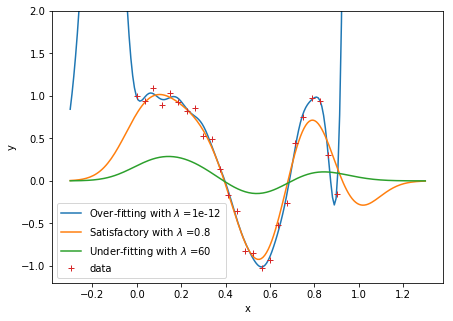 2.0
1.5
1.0
0.5
0.0
−0.5
−1.0
y
Over-fitting with λ =1e-12
Satisfactory with λ =0.8
Under-fitting with λ =60
data
−0.2 0.0 0.2 0.4 0.6 0.8 1.0 1.2
x